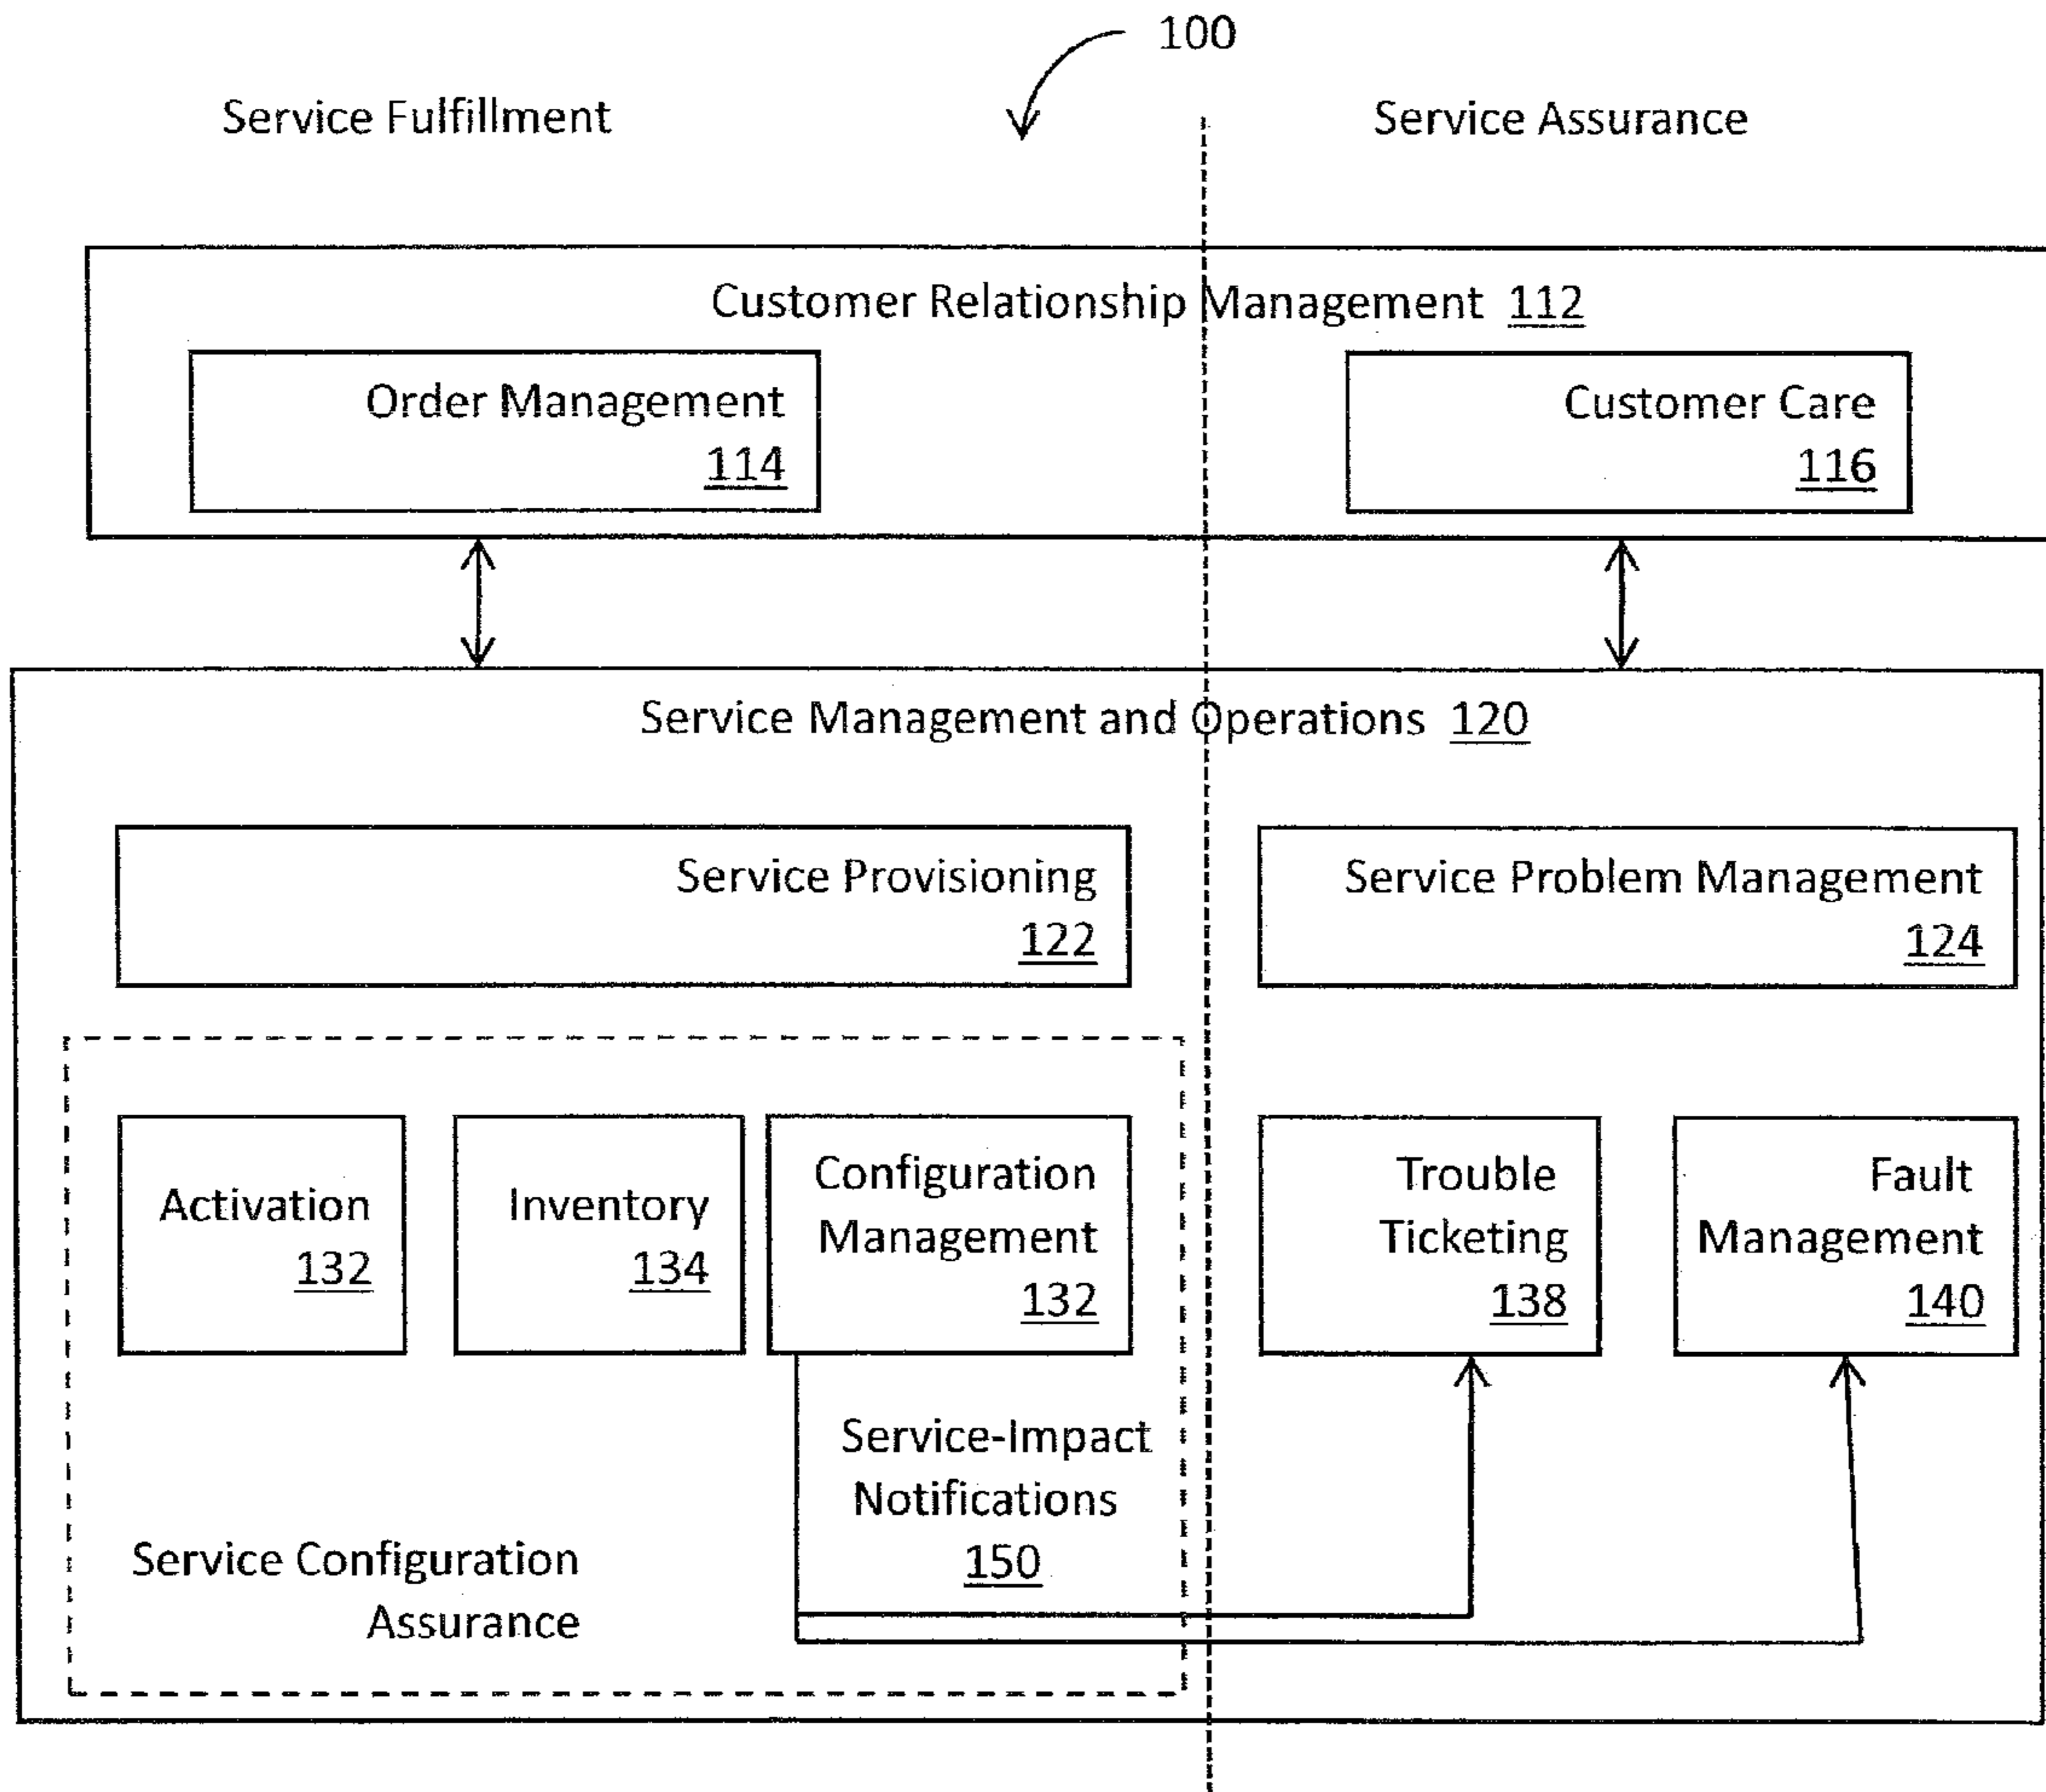 100
Service Fulfillment
Service Assurance
Customer Relationship Management 112
Order Management
114
Customer Care
116
Service Management and Operations 120
Service Provisioning
122
Service Problem Management
124
Activation
132
Inventory
134
Configuration
Management
132
Trouble
Ticketing
138
Fault
Management
140
Service-Impact
Notifications
150
Service Configuration
Assurance